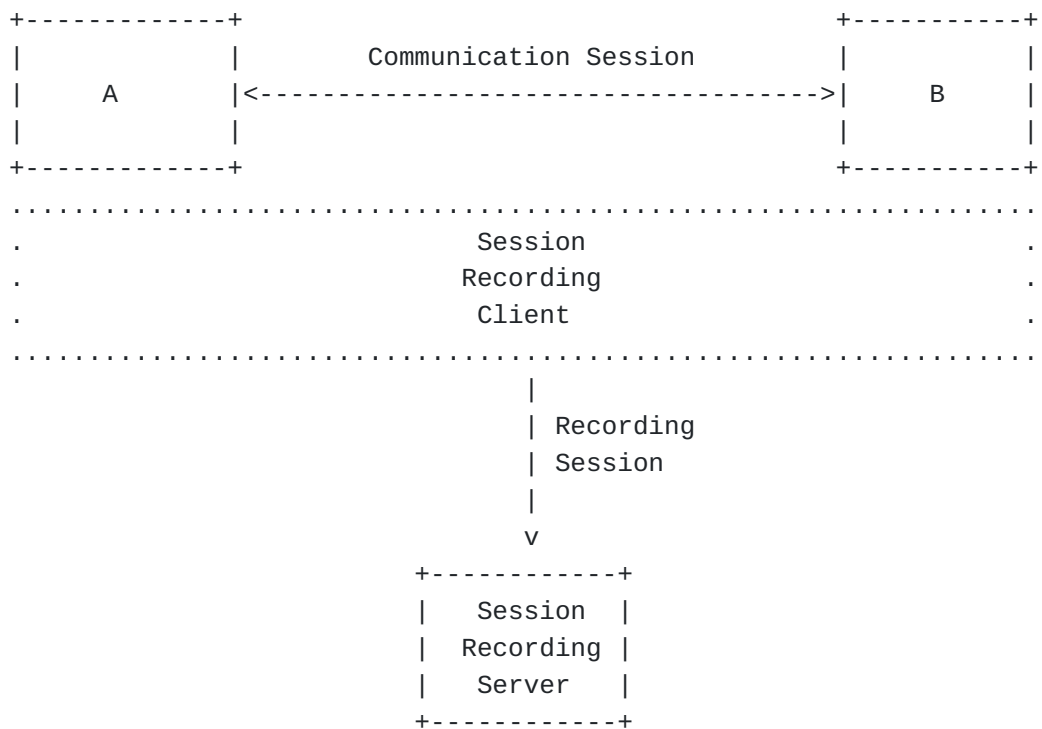 Communication Session
A B
Session
Recording
Client
Recording
Session
Session
Recording
Server